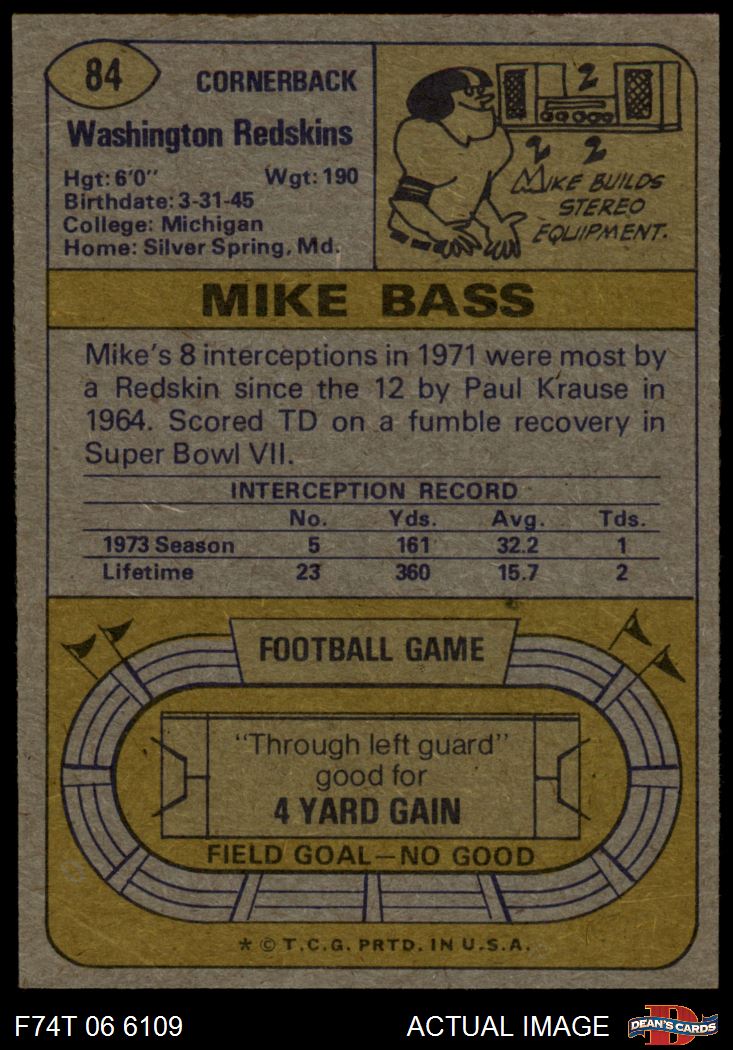 84
CORNERBACK
Washington Redskins
Hgt: 6'0" Wgt: 190
Birthdate: 3-31-45
College: Michigan
Home: Silver Spring, Md.
MIKE BUILDS
STEREO
EQUIPMENT.
MIKE BASS
Mike's 8 interceptions in 1971 were most by
a Redskin since the 12 by Paul Krause in
1964. Scored TD on a fumble recovery in
Super Bowl VII.
INTERCEPTION RECORD
No. Yds. Avg. Tds.
1973 Season 5 161 32.2 1
Lifetime 23 360 15.7 2
FOOTBALL GAME
"Through left guard"
good for
4 YARD GAIN
FIELD GOAL—NO GOOD
* © T.C.G. PRTD. IN U.S.A.
F74T 06 6109 ACTUAL IMAGE D DEAN'S CARDS